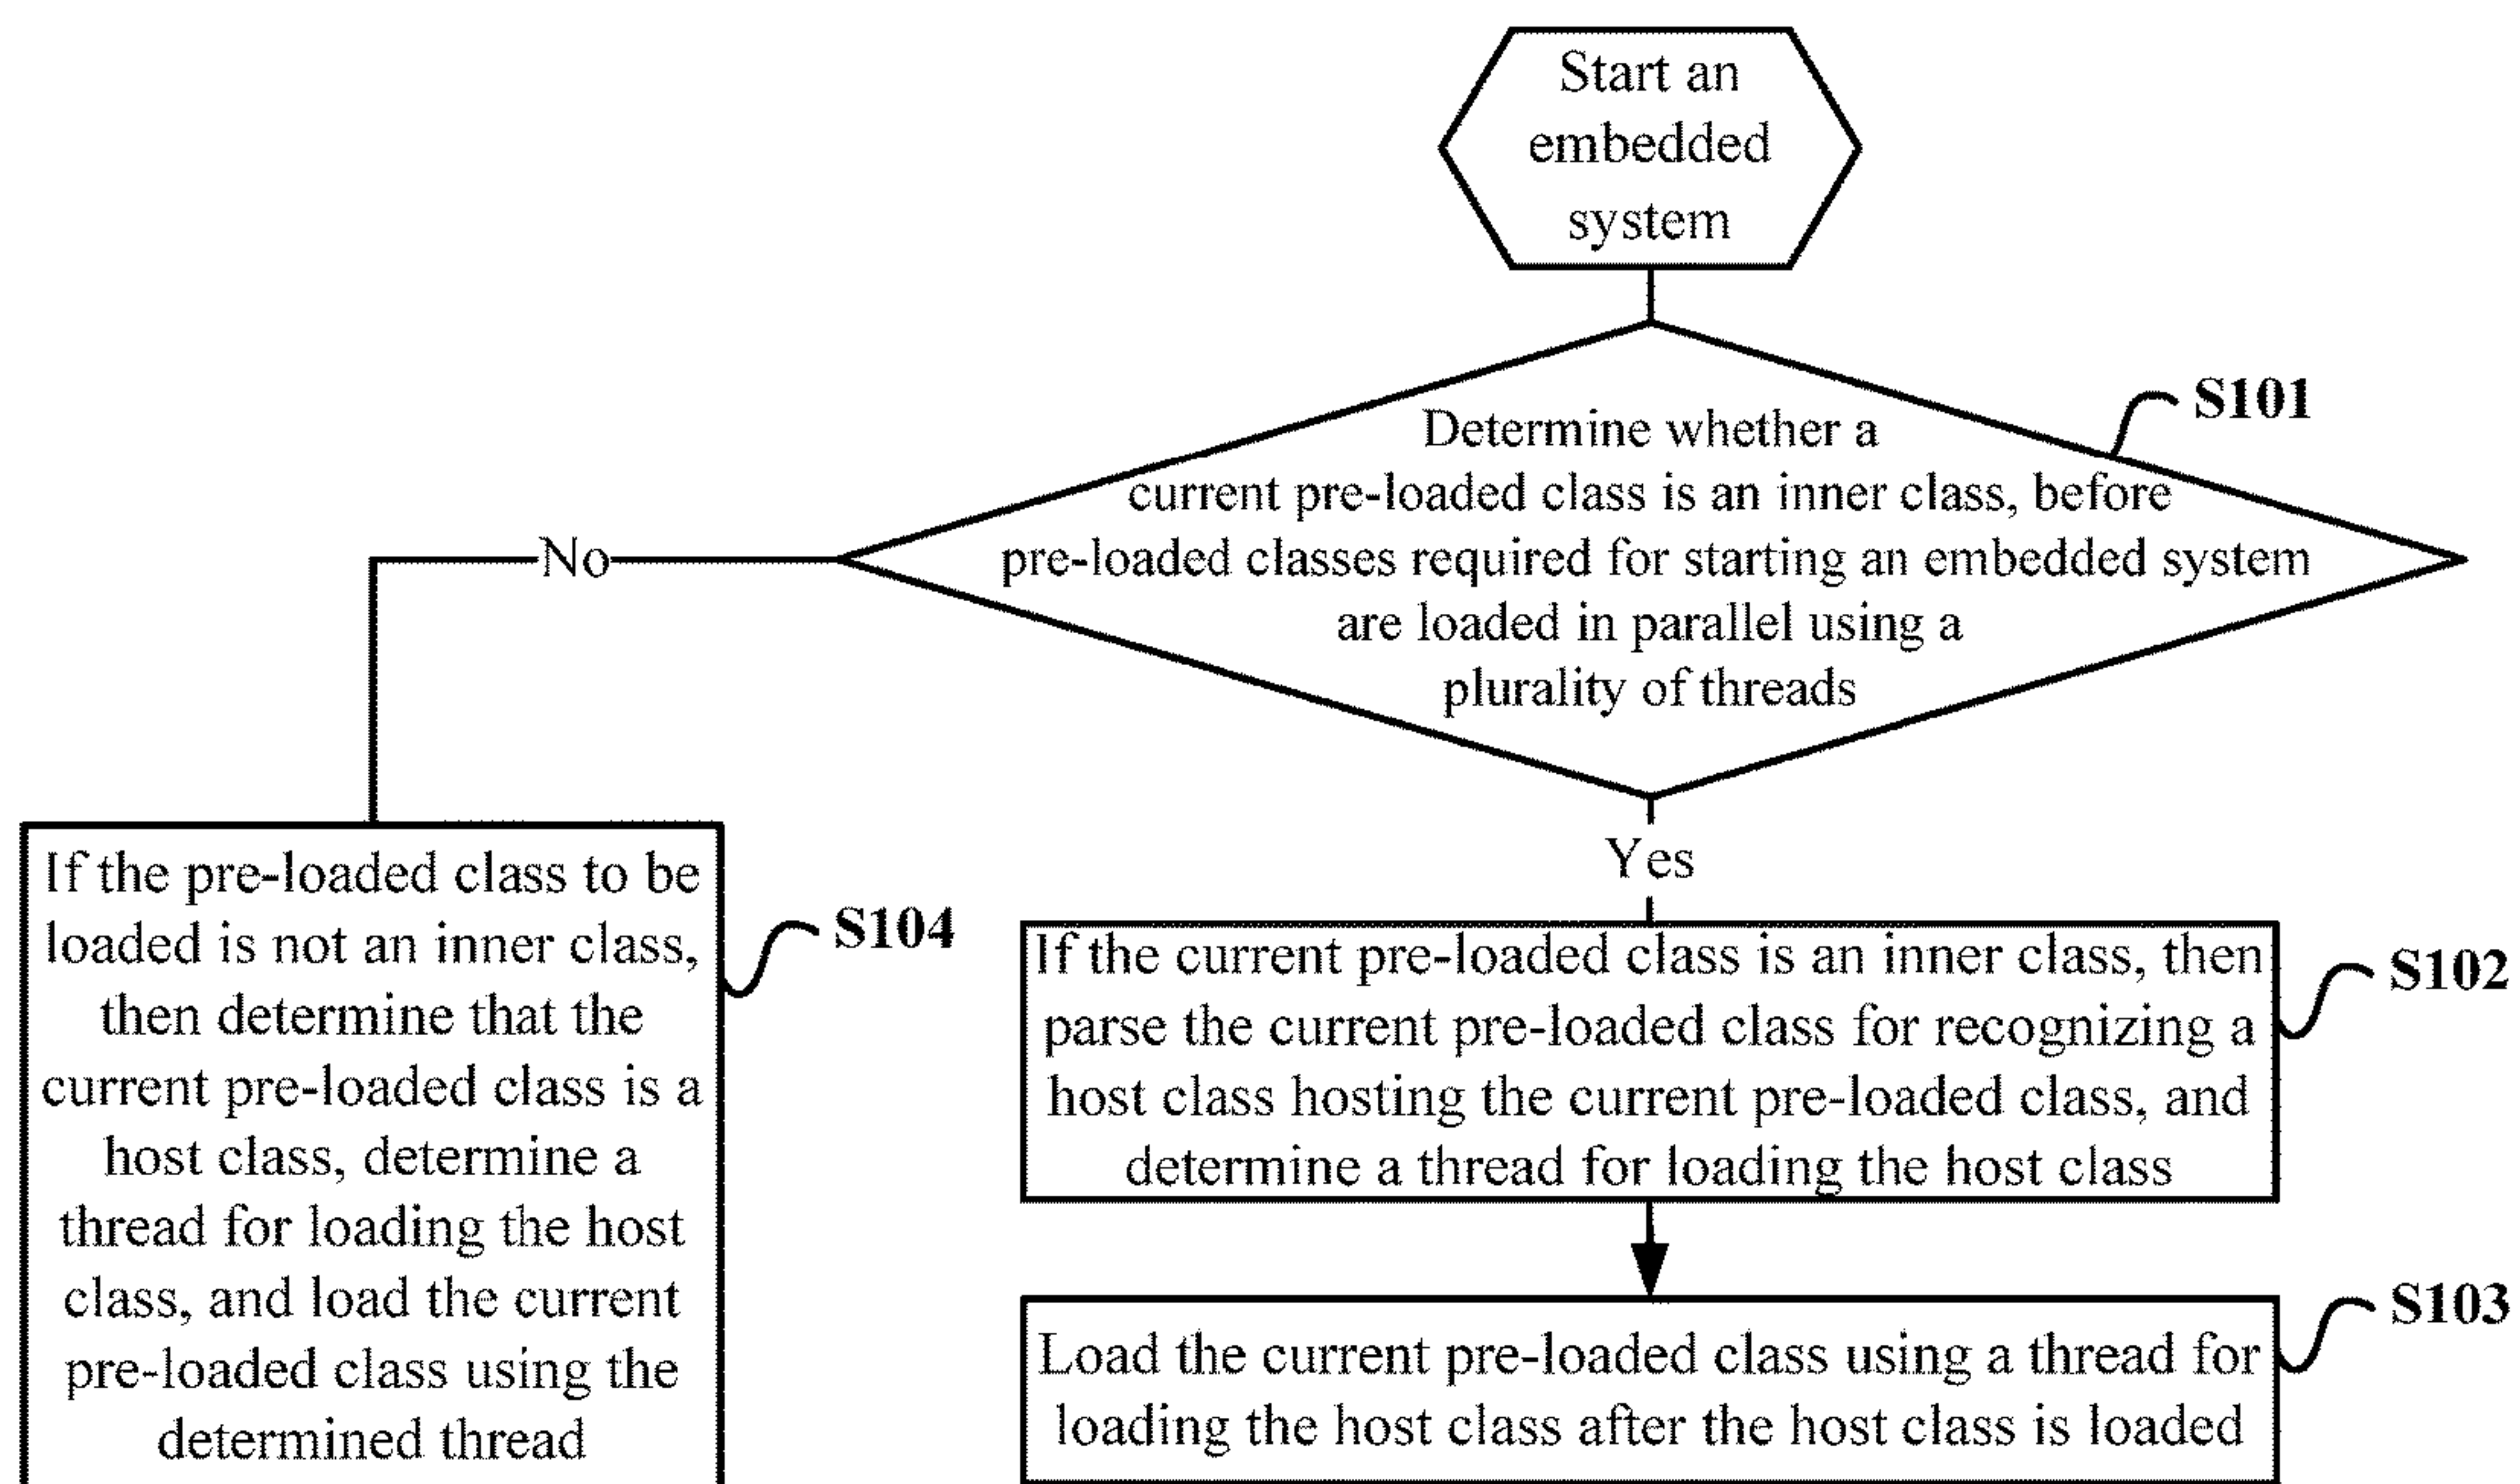 Start an
embedded
system
S101
Determine whether a
current pre-loaded class is an inner class, before
pre-loaded classes required for starting an embedded system
are loaded in parallel using a
plurality of threads
No
Yes
If the pre-loaded class to be
loaded is not an inner class,
then determine that the
current pre-loaded class is a
host class, determine a
thread for loading the host
class, and load the current
pre-loaded class using the
determined thread
S104
If the current pre-loaded class is an inner class, then
parse the current pre-loaded class for recognizing a
host class hosting the current pre-loaded class, and
determine a thread for loading the host class
S102
Load the current pre-loaded class using a thread for
loading the host class after the host class is loaded
S103